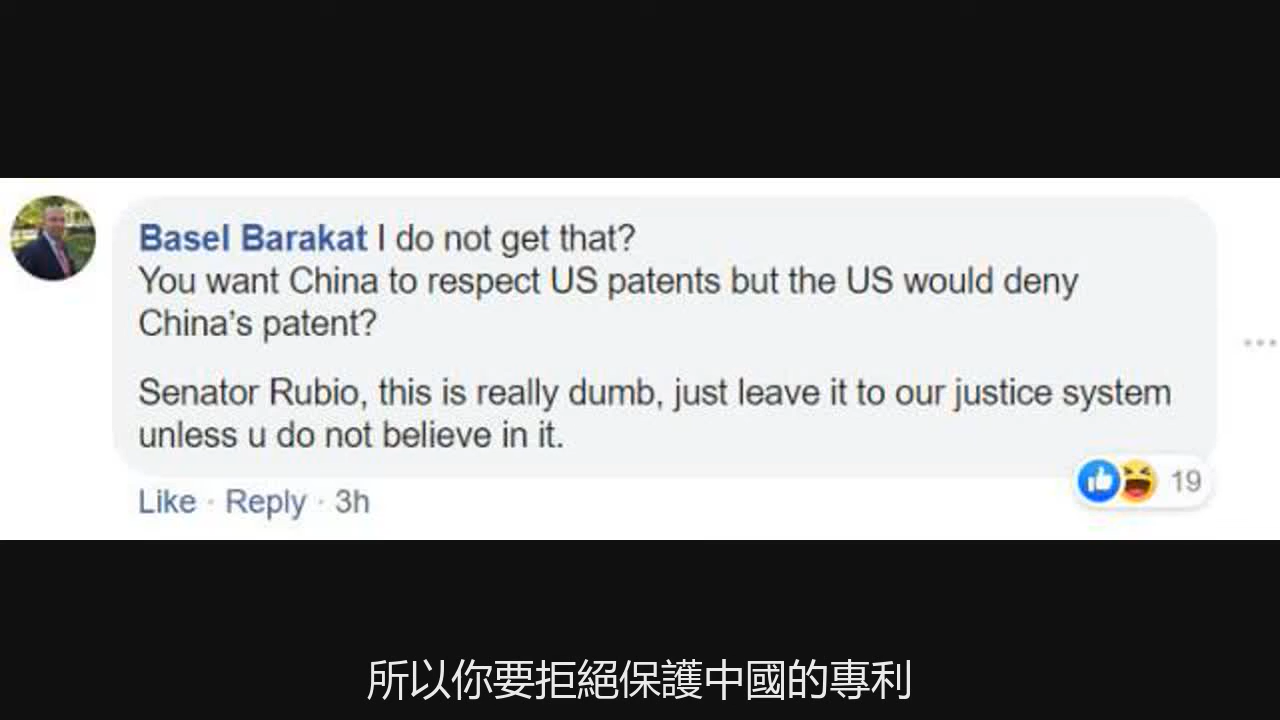 Basel Barakat I do not get that?
You want China to respect US patents but the US would deny
China's patent?
Senator Rubio, this is really dumb, just leave it to our justice system
unless u do not believe in it.
19
Like · Reply · 3h
所以你要拒絕保護中國的專利